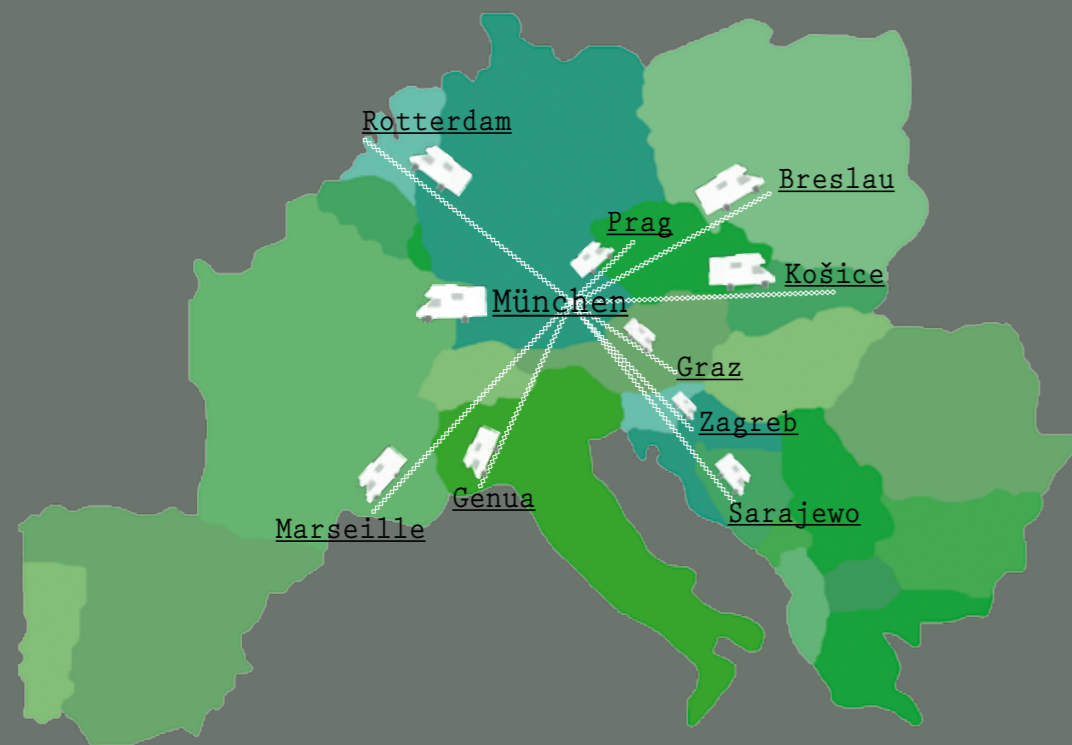 Rotterdam
Breslau
Prag
Košice
München
Graz
Zagreb
Genua
Sarajewo
Marseille